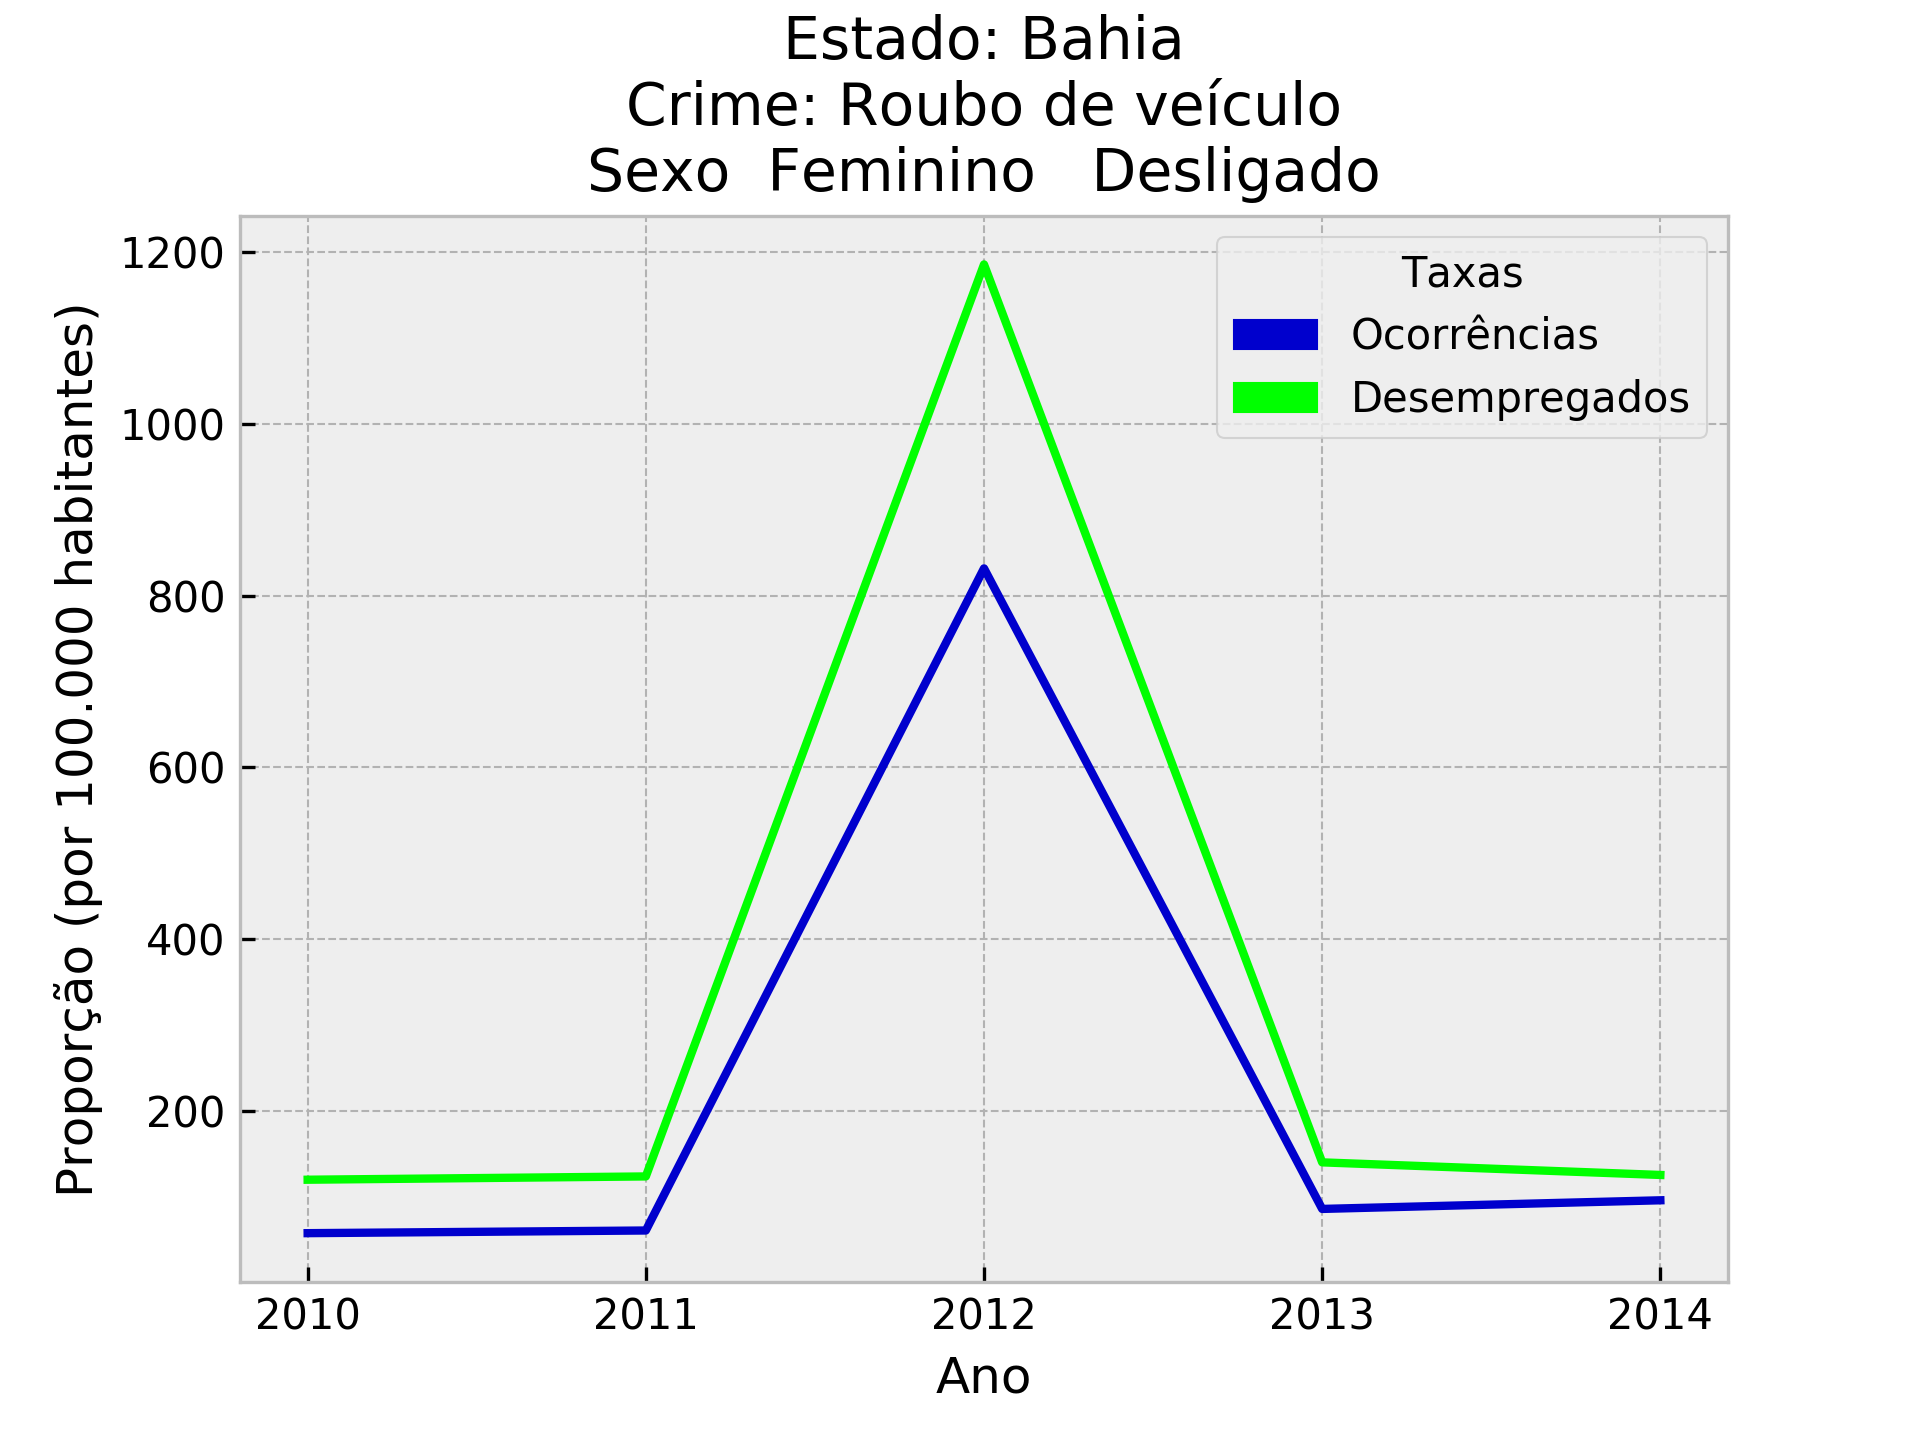 Estado: Bahia
Crime: Roubo de veículo
Sexo  Feminino   Desligado
Taxas
Ocorrências
Desempregados
Proporção (por 100.000 habitantes)
1200
1000
800
600
400
200
2010 2011 2012 2013 2014
Ano